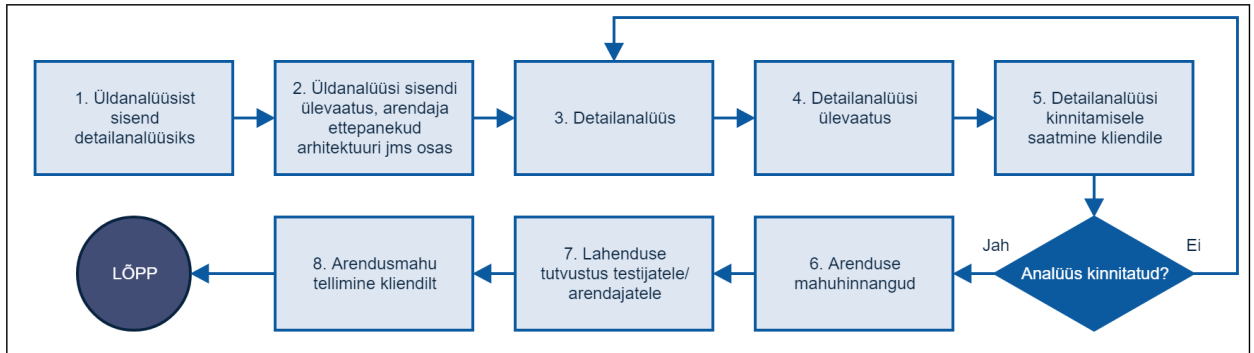 1. Üldanalüüsist
sisend
detailanalüüsiks
2. Üldanalüüsi sisendi
ülevaatus, arendaja
ettepanekud
arhitektuuri jms osas
3. Detailanalüüs
4. Detailanalüüsi
ülevaatus
5. Detailanalüüsi
kinnitamisele
saatmine kliendile
Analüüs kinnitatud?
Jah
Ei
6. Arenduse
mahuhinnangud
7. Lahenduse
tutvustus testijatele/
arendajatele
8. Arendusmahu
tellimine kliendilt
LÕPP